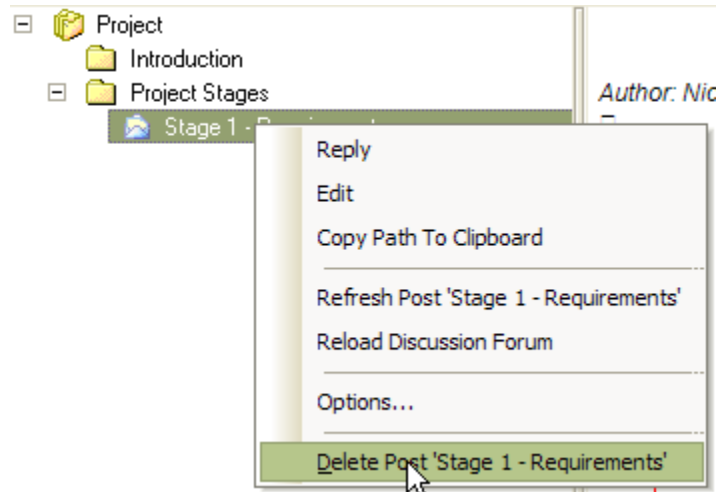 Project
Introduction
Project Stages
Author: Nic
Stage 1 -
Reply
Edit
Copy Path To Clipboard
Refresh Post 'Stage 1 - Requirements'
Reload Discussion Forum
Options...
Delete Post 'Stage 1 - Requirements'